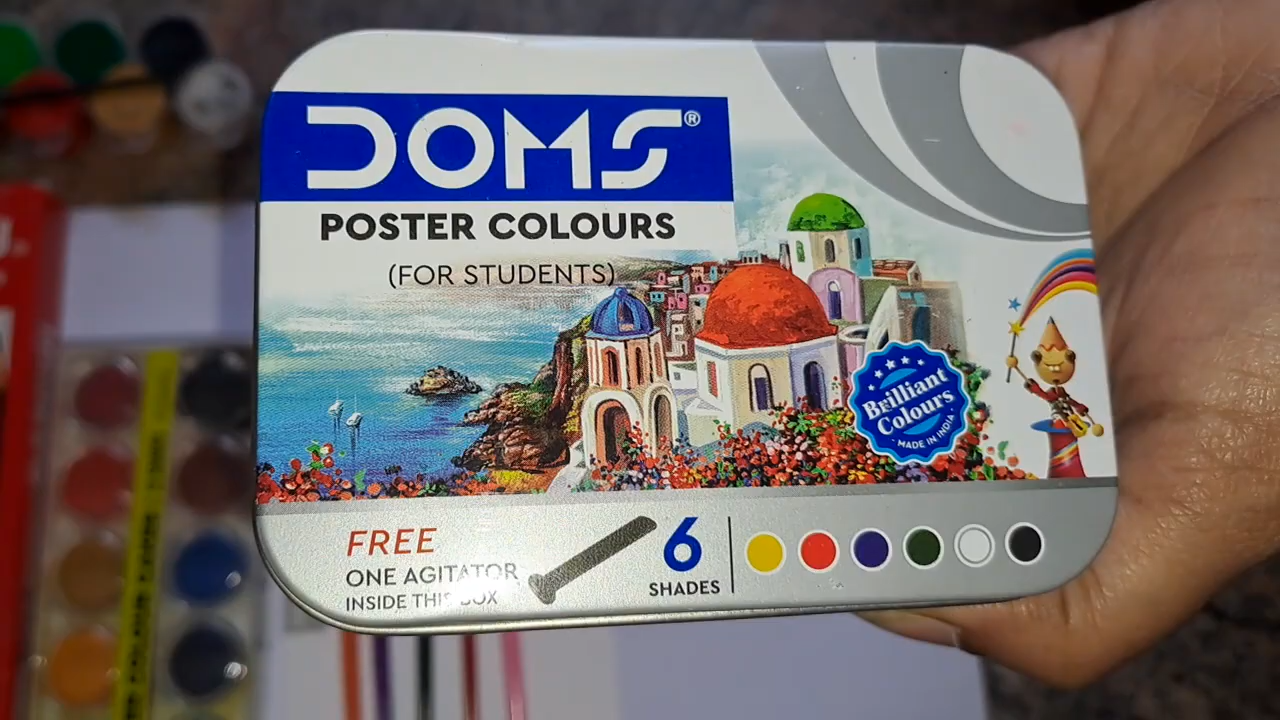 DOMS®
POSTER COLOURS
(FOR STUDENTS)
Brilliant
Colours
MADE IN INDIA
FREE
ONE AGITATOR
INSIDE THIS BOX
6
SHADES